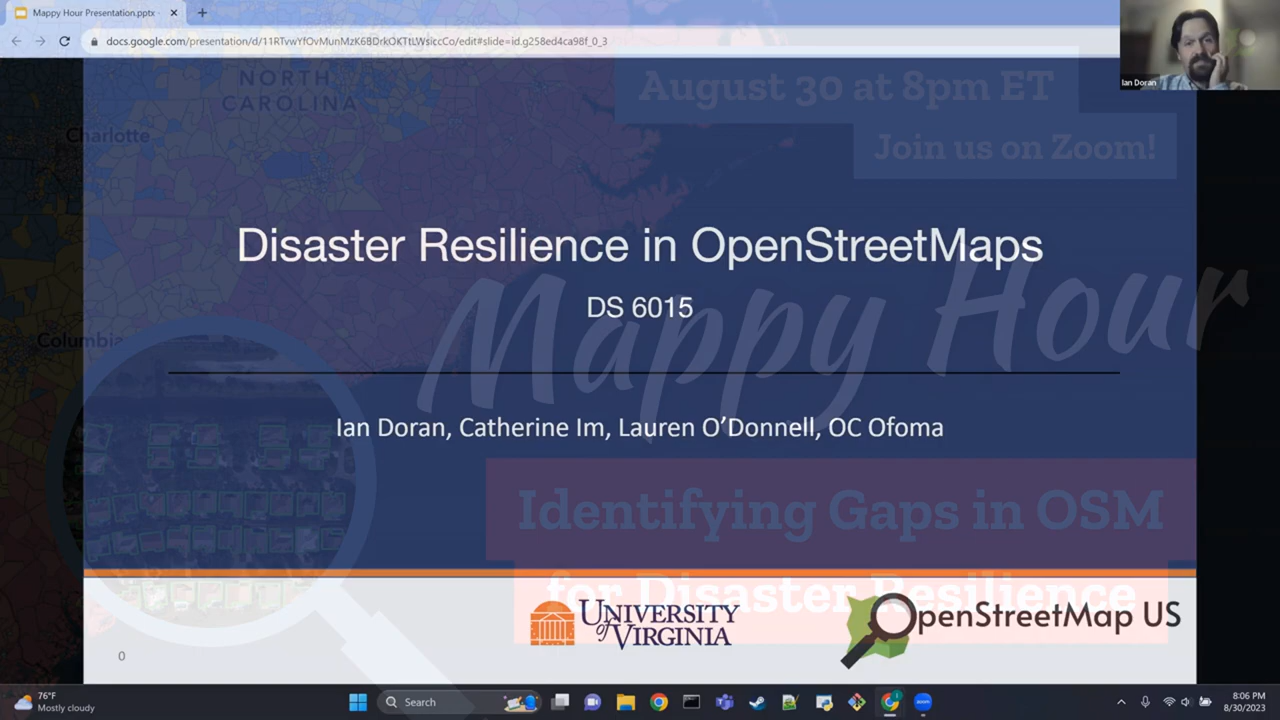 Mappy Hour Presentation.pptx
docs.google.com/presentation/d/11RTvwYfOvMunMzK6BDrkOKTtLWsiccCo/edit#slide=id.g258ed4ca98f_0_3
Ian Doran
NORTH
CAROLINA
August 30 at 8pm ET
Charlotte
Join us on Zoom!
Disaster Resilience in OpenStreetMaps
DS 6015
Mappy Hour
Columbia
Ian Doran, Catherine Im, Lauren O'Donnell, OC Ofoma
Identifying Gaps in OSM
for Disaster Resilience
UNIVERSITY
of VIRGINIA
OpenStreetMap US
0
76°F
Mostly cloudy
Search
8:06 PM
8/30/2023